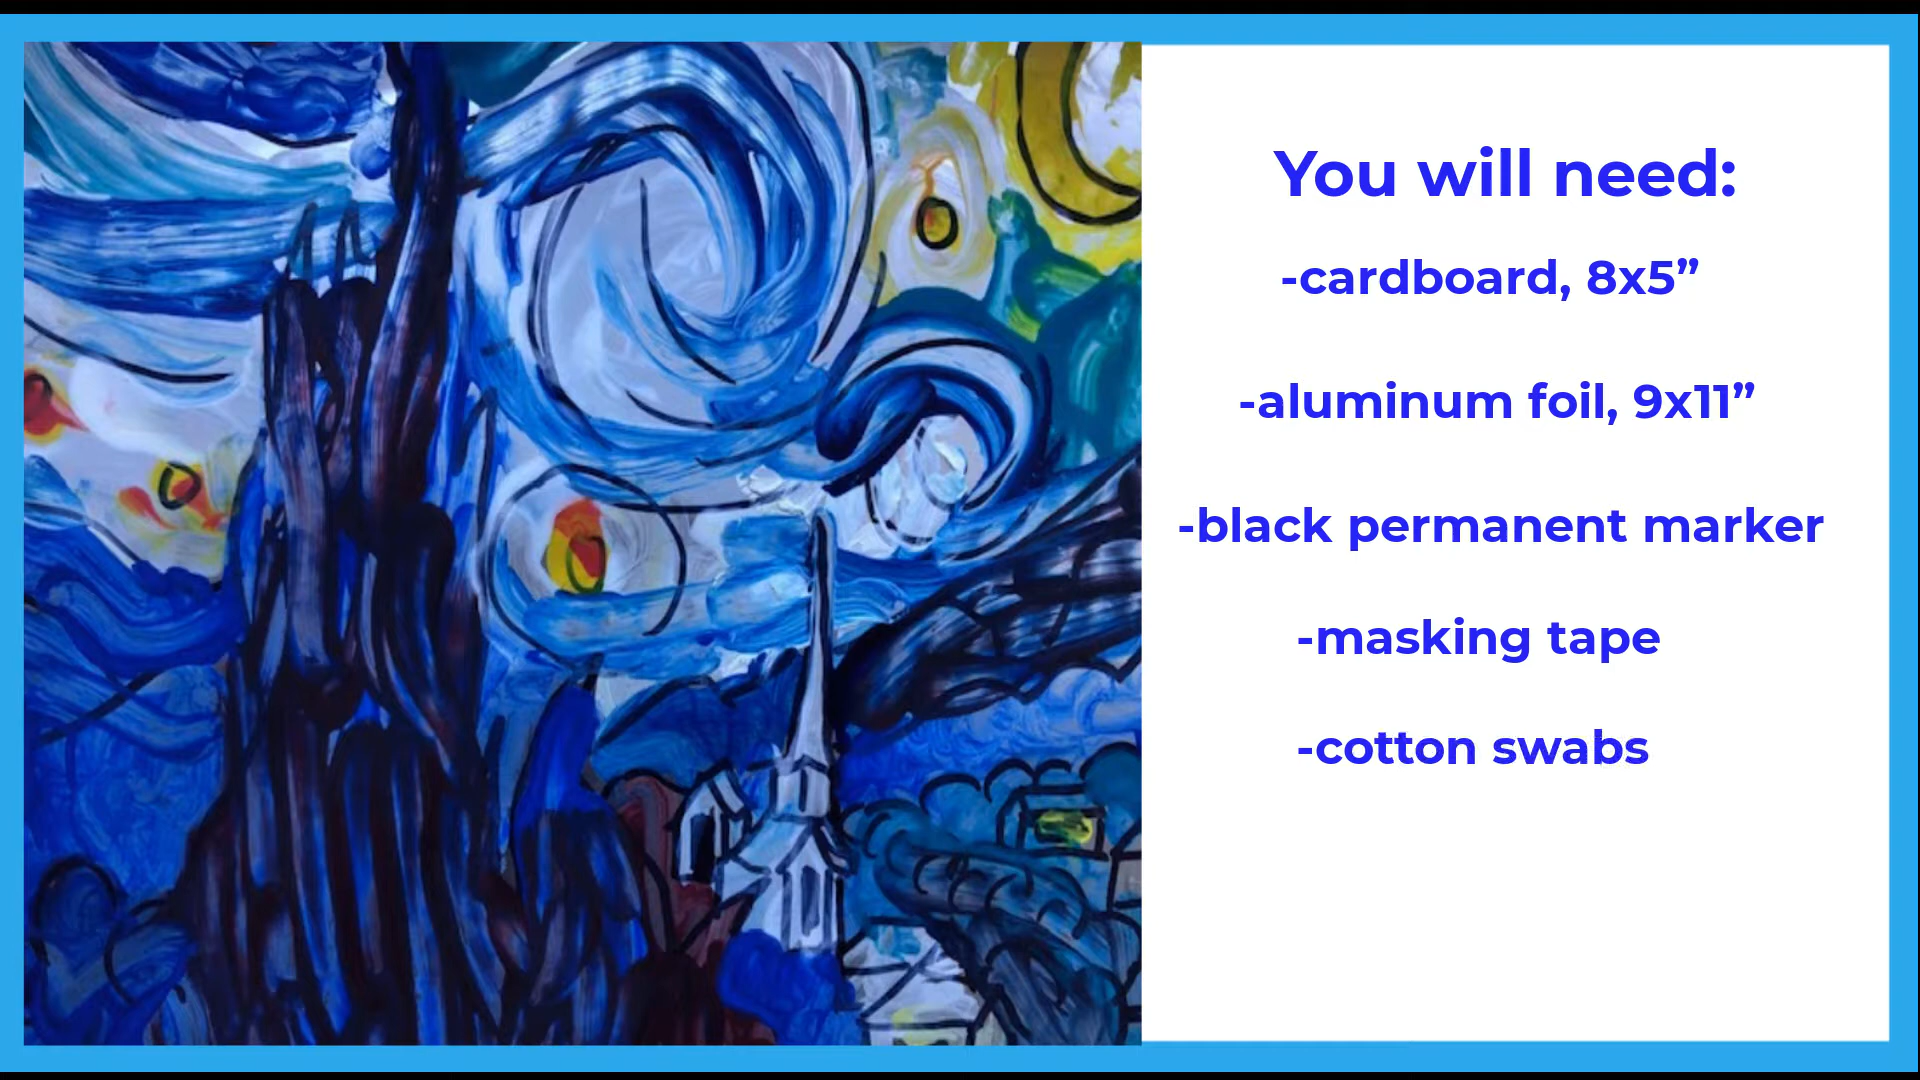 You will need:
-cardboard, 8x5”
-aluminum foil, 9x11”
-black permanent marker
-masking tape
-cotton swabs